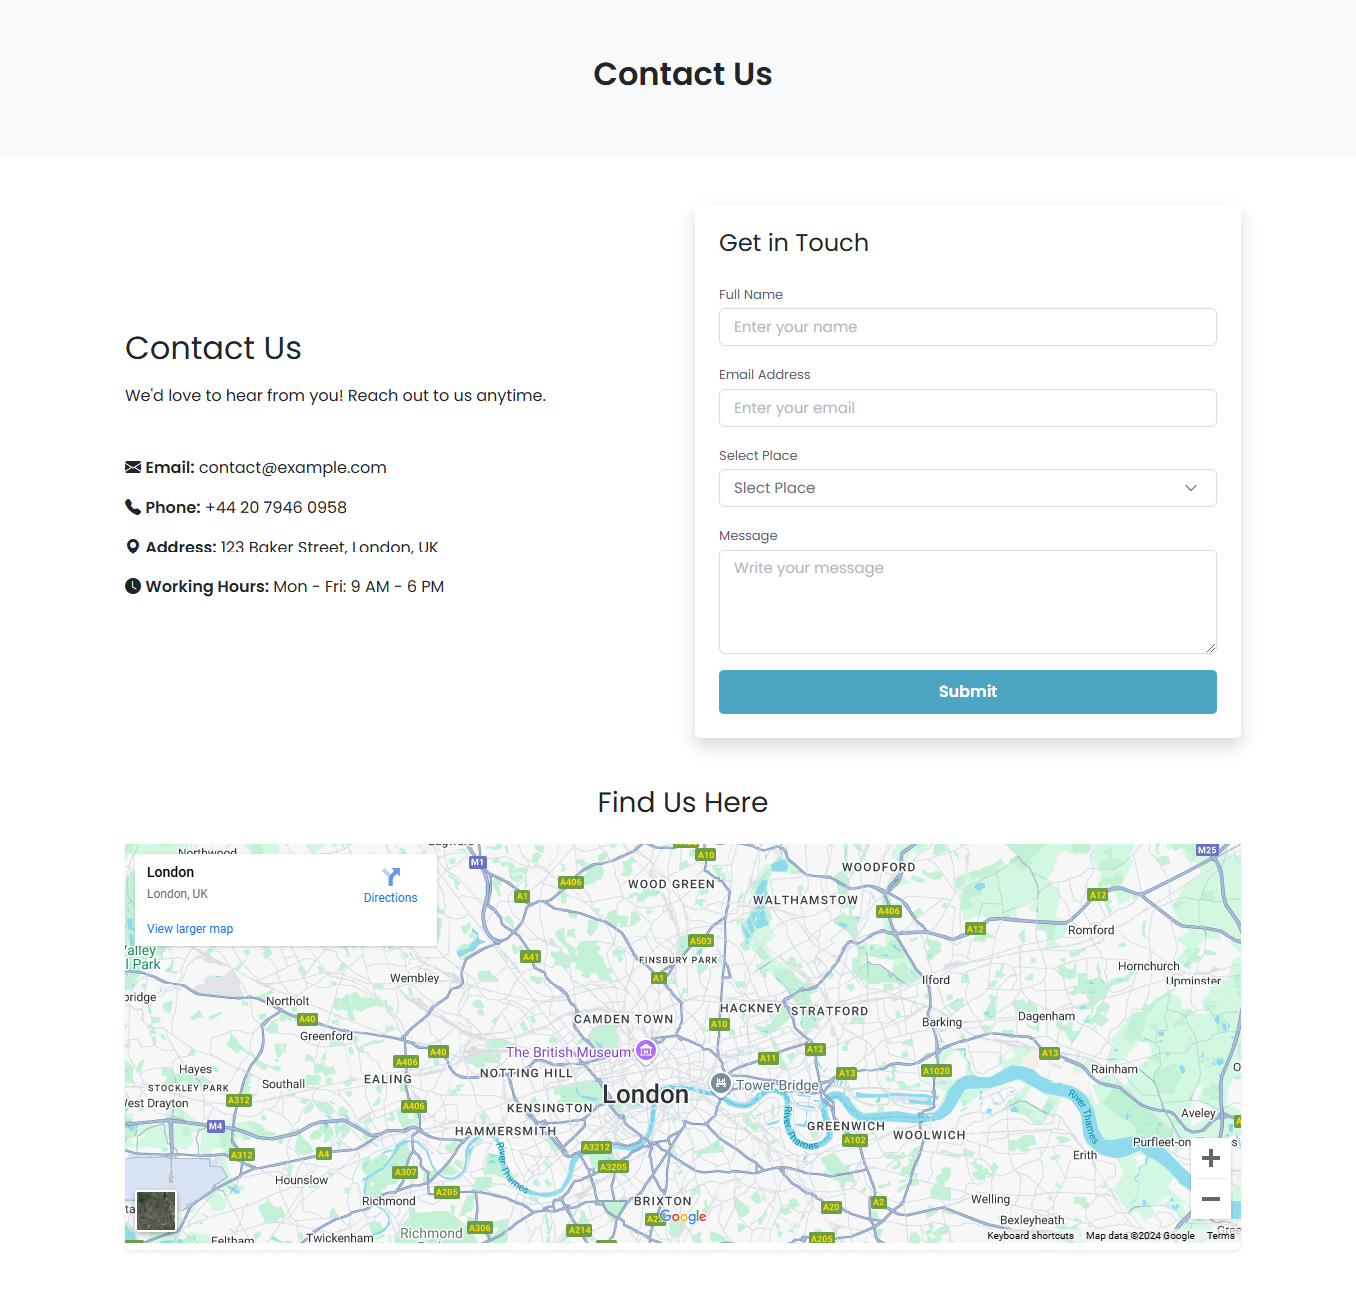 Contact Us
Contact Us
We'd love to hear from you! Reach out to us anytime.
Email: contact@example.com
Phone: +44 20 7946 0958
Address: 123 Baker Street, London, UK
Working Hours: Mon - Fri: 9 AM - 6 PM
Get in Touch
Full Name
Enter your name
Email Address
Enter your email
Select Place
Slect Place
Message
Write your message
Submit
Find Us Here
London
London, UK
Directions
View larger map
Northwood
M1
A10
M25
WOOD GREEN
WOODFORD
A406
A1
WALTHAMSTOW
A406
A12
A12
Romford
A503
A41
FINSBURY PARK
A1
Wembley
Hornchurch
Upminster
Ilford
Northolt
HACKNEY
STRATFORD
A40
CAMDEN TOWN
A10
Barking
Dagenham
Greenford
A40
A406
The British Museum
A11
A12
A13
Hayes
EALING
NOTTING HILL
A13
A1020
Rainham
STOCKLEY PARK
Southall
London
Tower Bridge
A312
A406
KENSINGTON
River Thames
Aveley
M4
HAMMERSMITH
GREENWICH
WOOLWICH
A102
Purfleet-on
A312
A4
A3212
A3205
River Thames
River Thames
Erith
A307
Hounslow
A205
Richmond
BRIXTON
A20
A2
Welling
Google
Bexleyheath
Feltham
Twickenham
Richmond
A306
A214
A205
Keyboard shortcuts
Map data ©2024 Google
Terms